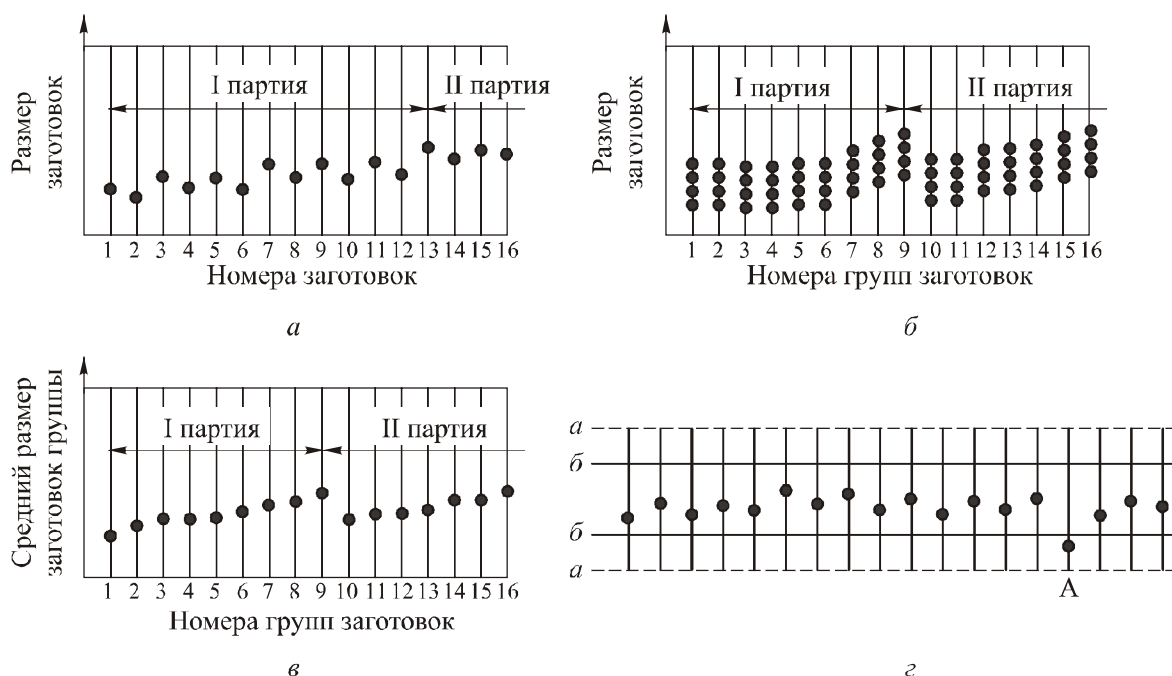 Размер
заготовок
I партия
II партия
1 2 3 4 5 6 7 8 9 10 11 12 13 14 15 16
Номера заготовок
а
Размер
заготовок
I партия
II партия
1 2 3 4 5 6 7 8 9 10 11 12 13 14 15 16
Номера групп заготовок
б
Средний размер
заготовок группы
I партия
II партия
1 2 3 4 5 6 7 8 9 10 11 12 13 14 15 16
Номера групп заготовок
в
а
б
б
а
А
г